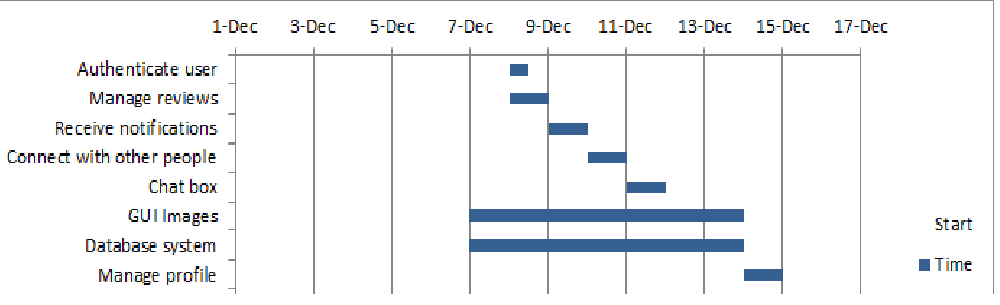 1-Dec 3-Dec 5-Dec 7-Dec 9-Dec 11-Dec 13-Dec 15-Dec 17-Dec
Authenticate user
Manage reviews
Receive notifications
Connect with other people
Chat box
GUI Images
Database system
Manage profile
Start
Time